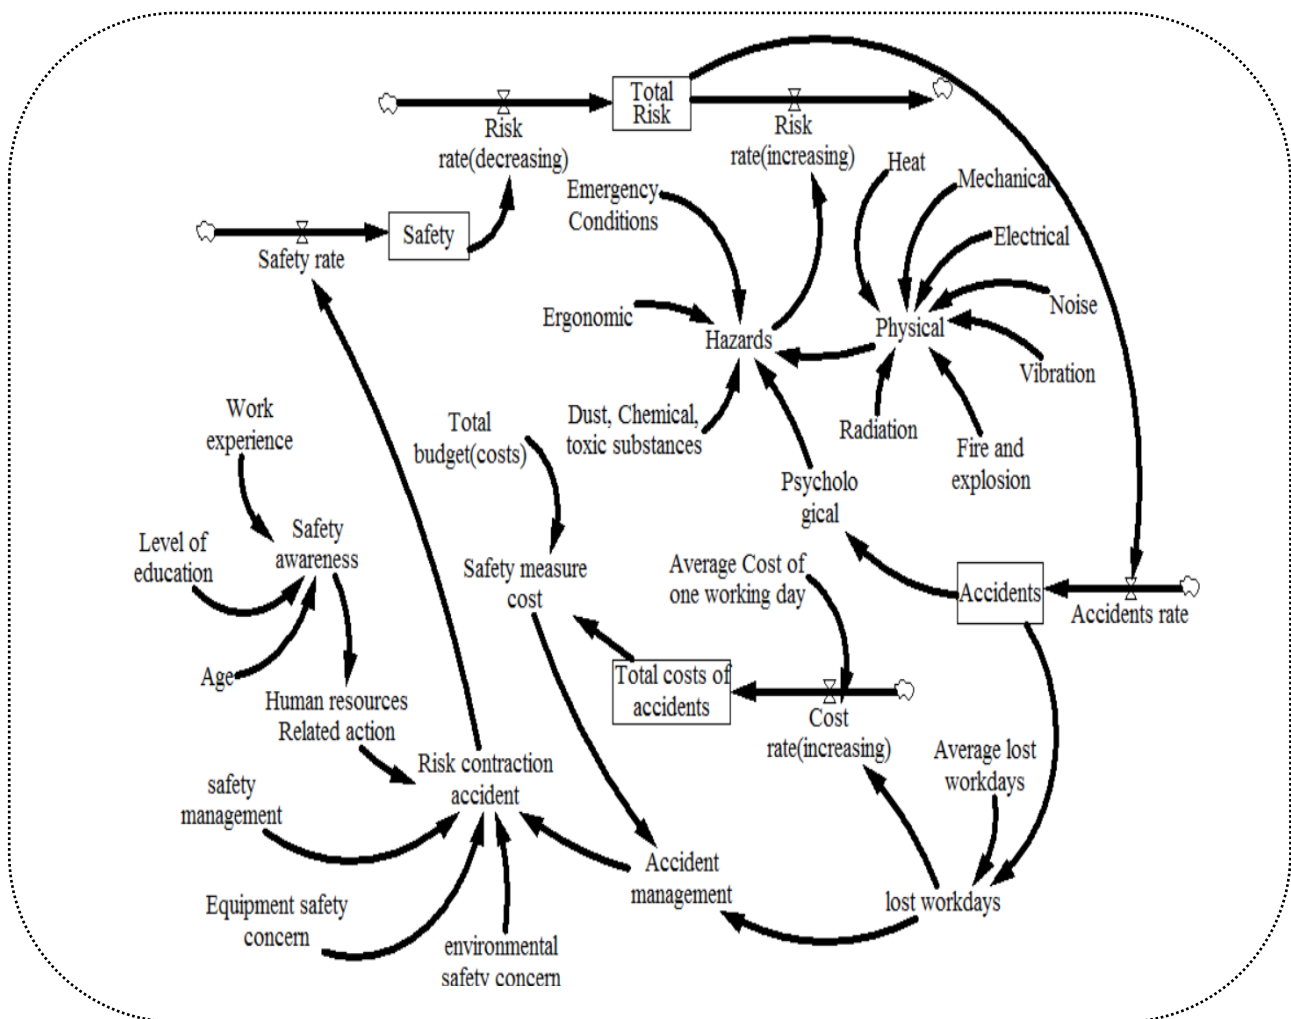 Total
Risk
Risk
rate(decreasing)
Risk
rate(increasing)
Heat
Mechanical
Electrical
Noise
Vibration
Physical
Radiation
Fire and
explosion
Emergency
Conditions
Ergonomic
Hazards
Dust, Chemical,
toxic substances
Psycholo
gical
Safety
Safety rate
Work
experience
Level of
education
Safety
awareness
Age
Human resources
Related action
Total
budget(costs)
Safety measure
cost
Average Cost of
one working day
Accidents
Accidents rate
Total costs of
accidents
Cost
rate(increasing)
Average lost
workdays
Risk contraction
accident
safety
management
Equipment safety
concern
environmental
safety concern
Accident
management
lost workdays